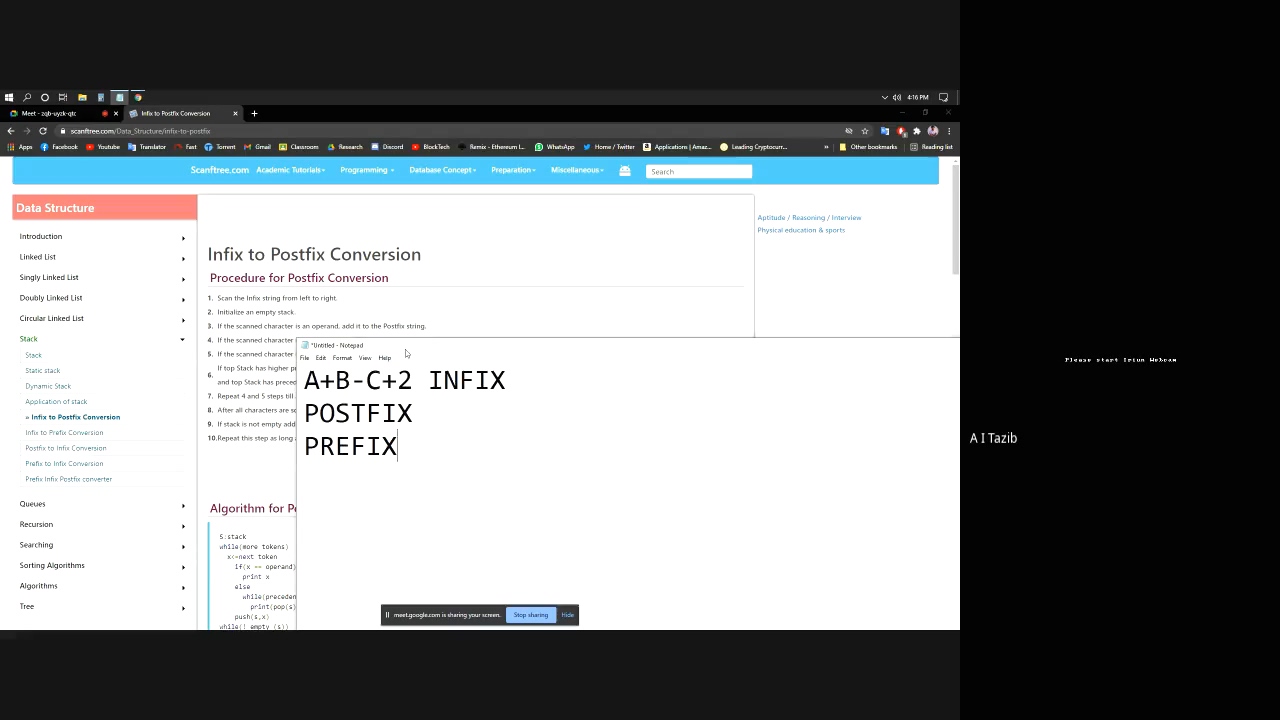 4:16 PM
Meet - zqb-uyzk-qtc
Infix to Postfix Conversion
scanftree.com/Data_Structure/infix-to-postfix
Apps Facebook Youtube Translator Fast Torrent Gmail Classroom Research Discord BlockTech Remix - Ethereum I... WhatsApp Home / Twitter Applications | Amaz... Leading Cryptocurr... » Other bookmarks Reading list
Scanftree.com Academic Tutorials Programming Database Concept Preparation Miscellaneous Search
Data Structure
Introduction
Linked List
Singly Linked List
Doubly Linked List
Circular Linked List
Stack
Stack
Static stack
Dynamic Stack
Application of stack
» Infix to Postfix Conversion
Infix to Prefix Conversion
Postfix to Infix Conversion
Prefix to Infix Conversion
Prefix Infix Postfix converter
Queues
Recursion
Searching
Sorting Algorithms
Algorithms
Tree
Infix to Postfix Conversion
Procedure for Postfix Conversion
1. Scan the Infix string from left to right.
2. Initialize an empty stack.
3. If the scanned character is an operand, add it to the Postfix string.
4. If the scanned character
5. If the scanned character
If top Stack has higher p
6.
and top Stack has preced
7. Repeat 4 and 5 steps till
8. After all characters are sc
9. If stack is not empty add
10.Repeat this step as long
Algorithm for Po
S.stack
while(more tokens)
x<=next token
if(x == operand)
print x
else
while(preceden
print(pop(s)
push(s,x)
while(! empty (s))
Aptitude / Reasoning / Interview
Physical education & sports
*Untitled - Notepad
File Edit Format View Help
A+B-C+2 INFIX
POSTFIX
PREFIX
meet.google.com is sharing your screen. Stop sharing Hide
Please start Iriun Webcam
A I Tazib